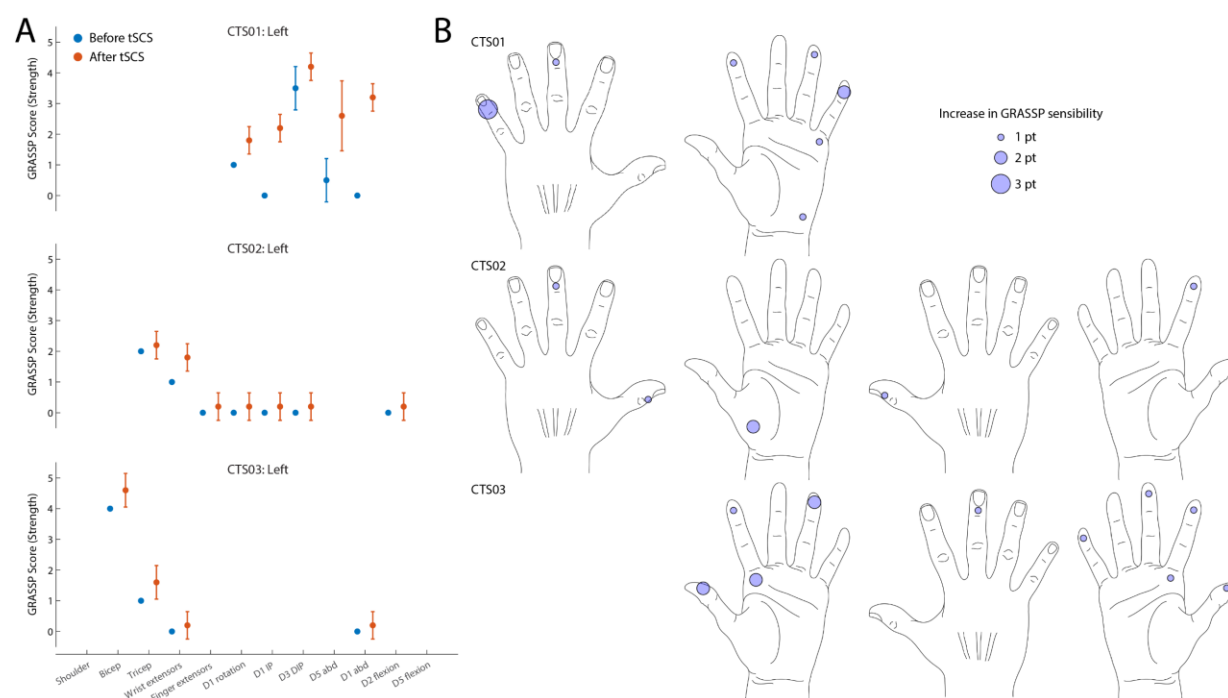 A
Before tSCS
After tSCS
CTS01: Left
GRASSP Score (Strength)
5
4
3
2
1
0
CTS02: Left
GRASSP Score (Strength)
5
4
3
2
1
0
CTS03: Left
GRASSP Score (Strength)
5
4
3
2
1
0
Shoulder
Bicep
Tricep
Wrist extensors
Finger extensors
D1 rotation
D1 IP
D3 DIP
D5 abd
D1 abd
D2 flexion
D5 flexion
B
CTS01
Increase in GRASSP sensibility
1 pt
2 pt
3 pt
CTS02
CTS03